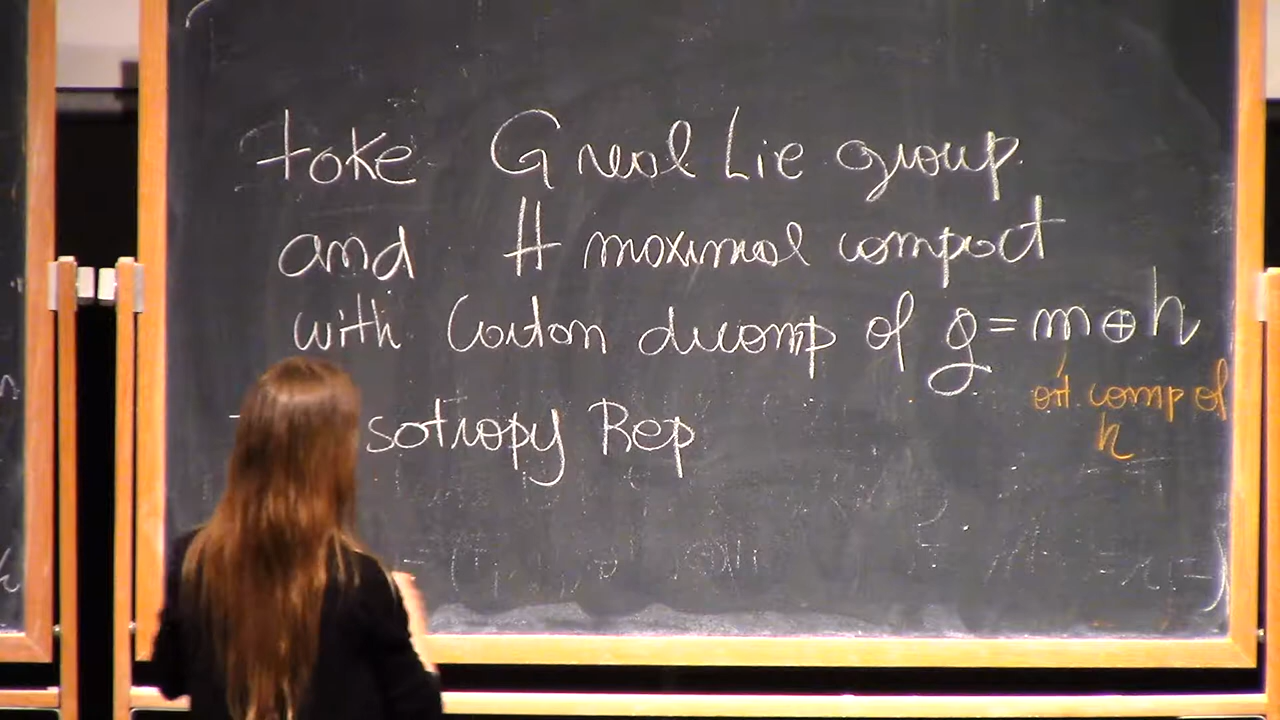 take G real Lie group
and H maximal compact
with Cartan decomp of g = m ⊕ h
ort comp of
h
sotropy Rep